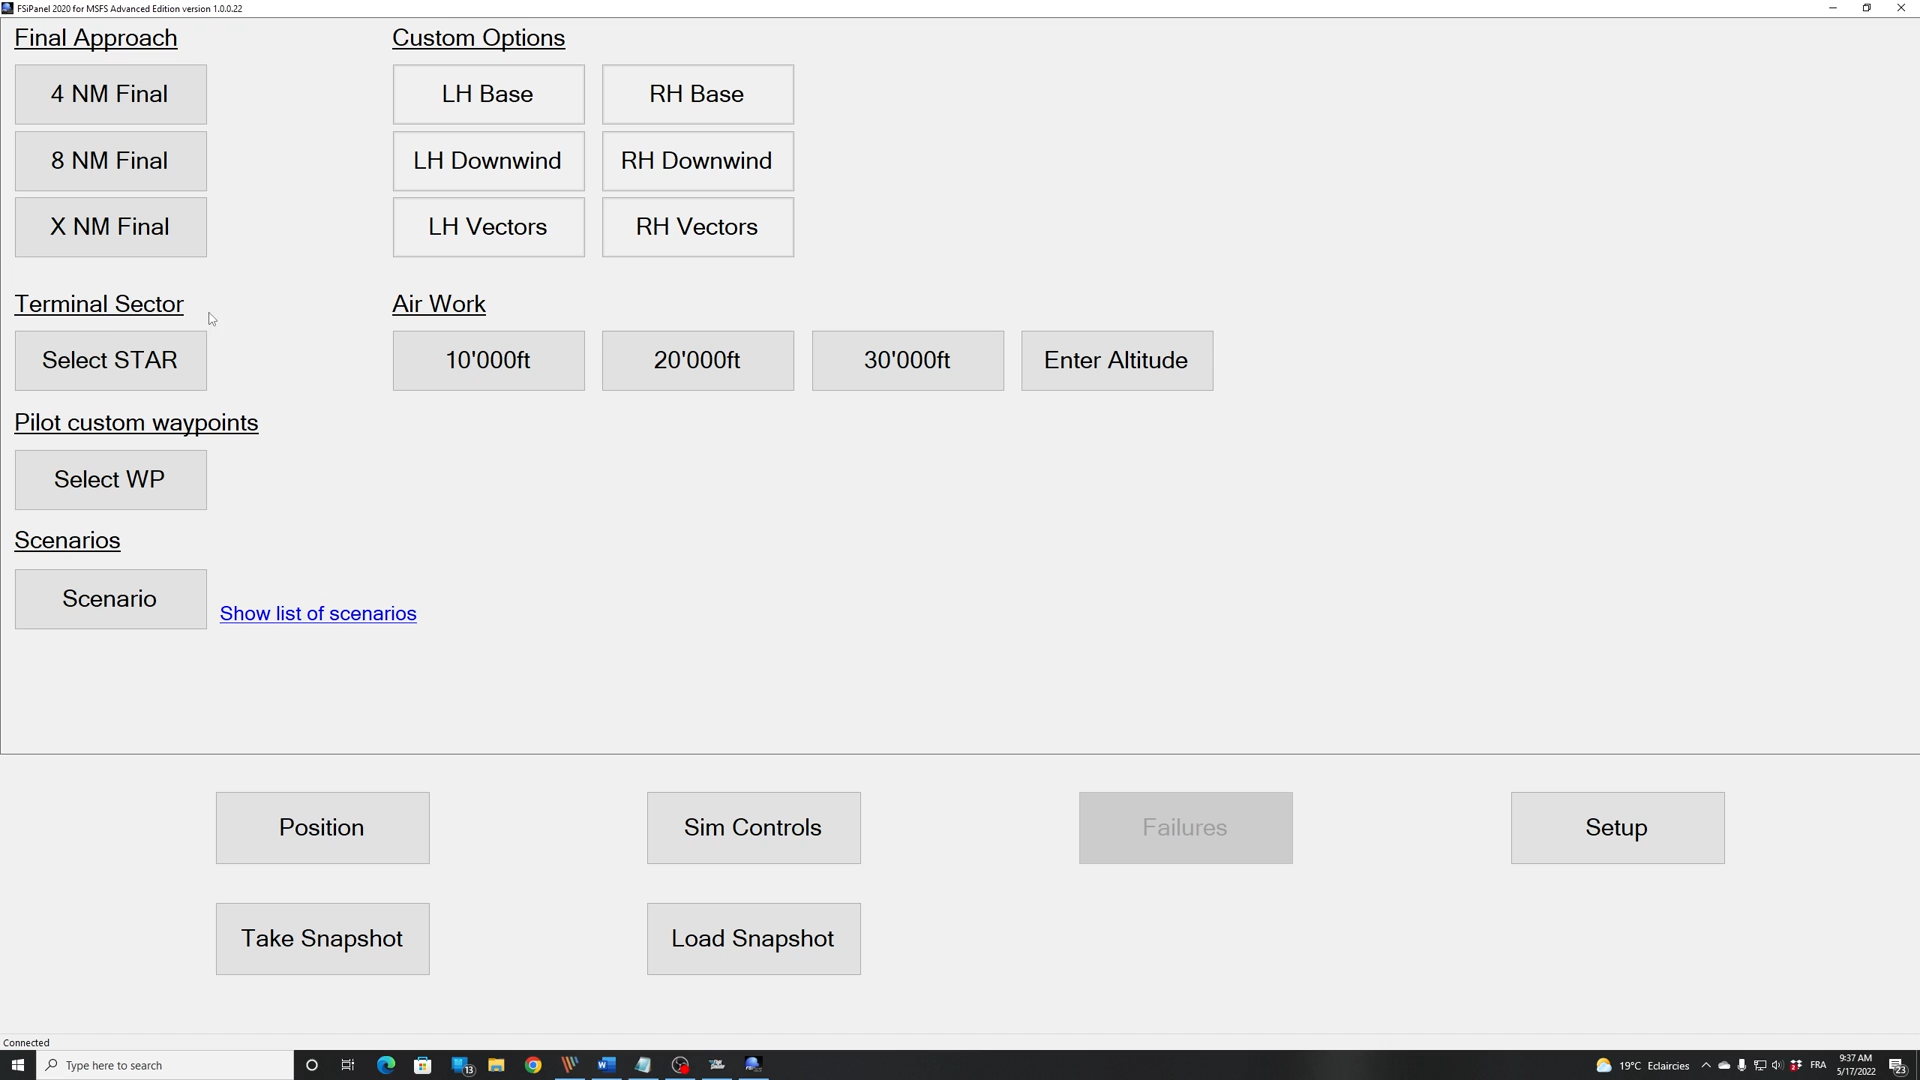 FSiPanel 2020 for MSFS Advanced Edition version 1.0.0.22
Final Approach
Custom Options
4 NM Final
LH Base
RH Base
8 NM Final
LH Downwind
RH Downwind
X NM Final
LH Vectors
RH Vectors
Terminal Sector
Air Work
Select STAR
10'000ft
20'000ft
30'000ft
Enter Altitude
Pilot custom waypoints
Select WP
Scenarios
Scenario
Show list of scenarios
Position
Sim Controls
Failures
Setup
Take Snapshot
Load Snapshot
Connected
Type here to search
13
19°C Eclaircies
FRA
9:37 AM
5/17/2022
23